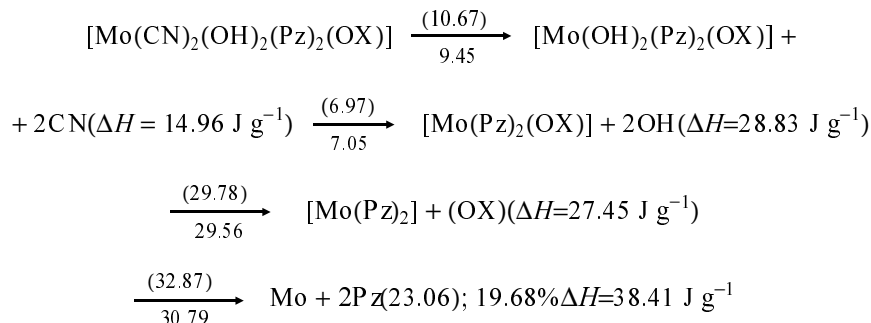 [Mo(CN)₂(OH)₂(Pz)₂(OX)] (10.67) 9.45 [Mo(OH)₂(Pz)₂(OX)] +
+ 2CN(ΔH = 14.96 J g⁻¹) (6.97) 7.05 [Mo(Pz)₂(OX)] + 2OH(ΔH=28.83 J g⁻¹)
(29.78) 29.56 [Mo(Pz)₂] + (OX)(ΔH=27.45 J g⁻¹)
(32.87) 30.79 Mo + 2Pz(23.06); 19.68%ΔH=38.41 J g⁻¹